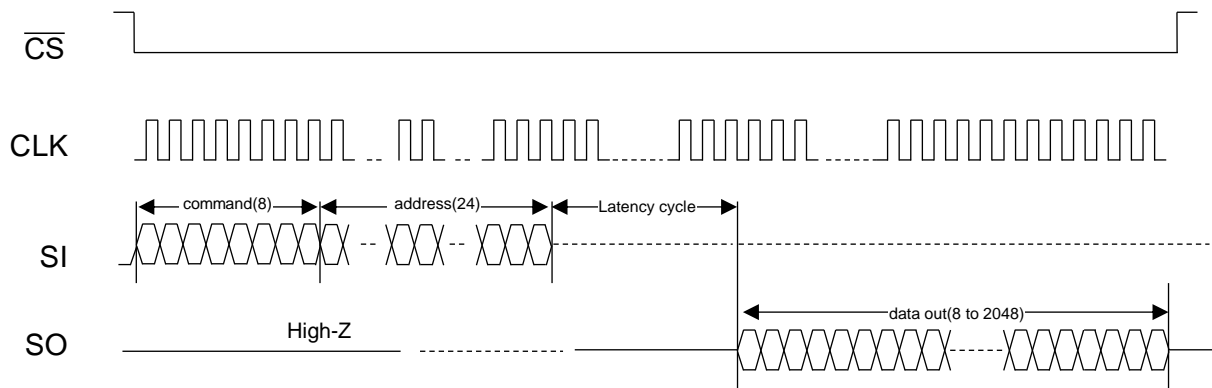 CS
CLK
command(8)
address(24)
Latency cycle
SI
data out(8 to 2048)
High-Z
SO